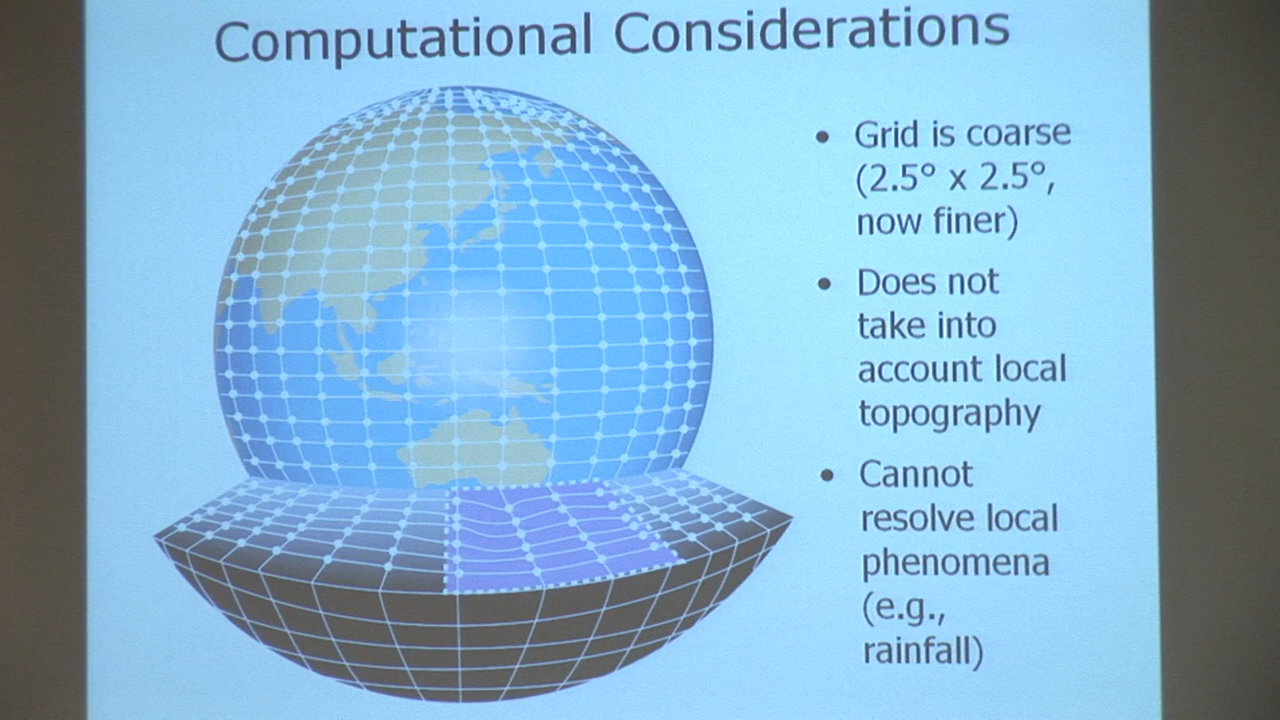 Computational Considerations
• Grid is coarse
(2.5° x 2.5°,
now finer)
• Does not
take into
account local
topography
• Cannot
resolve local
phenomena
(e.g.,
rainfall)